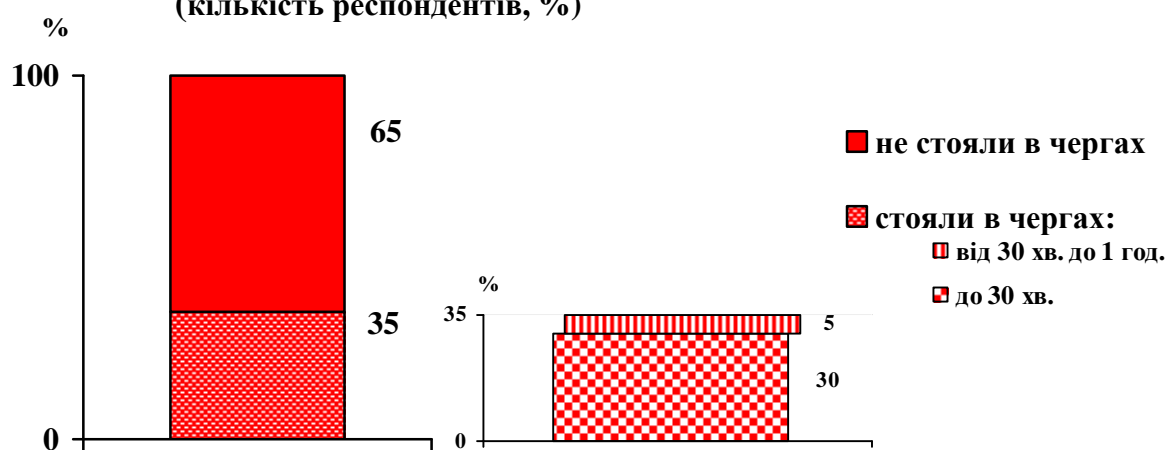 (кількість респондентів, %)
%
100
65
не стояли в чергах
стояли в чергах:
від 30 хв. до 1 год.
%
до 30 хв.
35
35
5
30
0
0